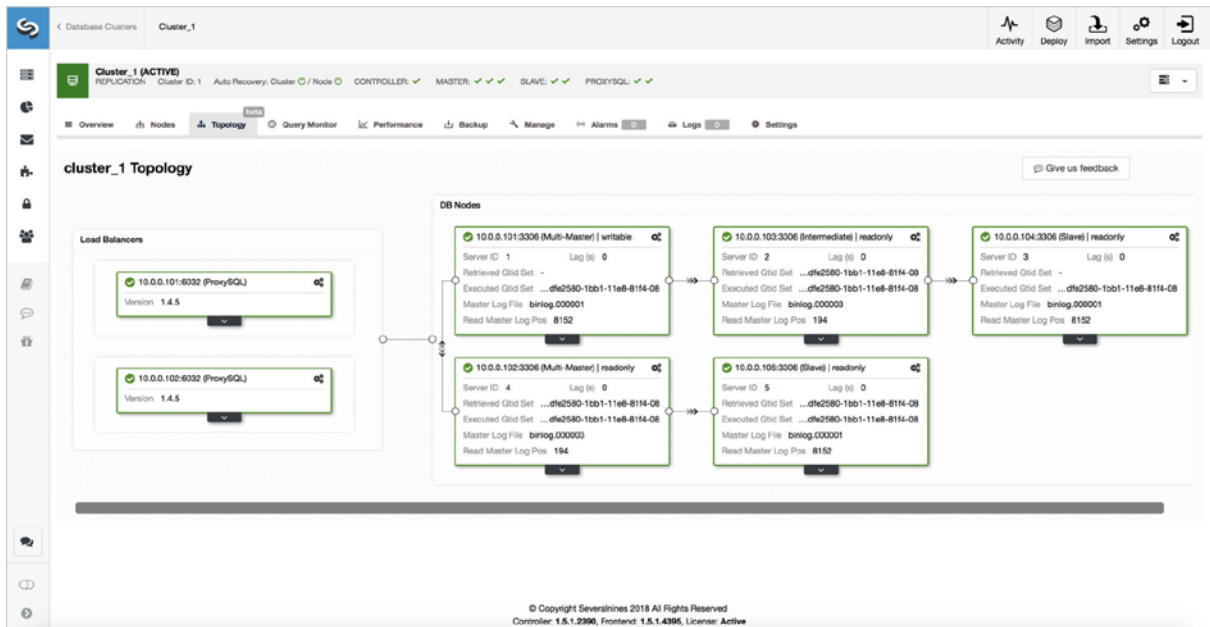 Database Clusters Cluster_1
Activity Deploy Import Settings Logout
Cluster_1 (ACTIVE)
REPLICATION Cluster ID: 1 Auto Recovery: Cluster / Node CONTROLLER: MASTER: SLAVE: PROXYSQL:
beta
Overview Nodes Topology Query Monitor Performance Backup Manage Alarms 0 Logs 0 Settings
cluster_1 Topology
Give us feedback
Load Balancers
10.0.0.101:6032 (ProxySQL)
Version 1.4.5
10.0.0.102:6032 (ProxySQL)
Version 1.4.5
DB Nodes
10.0.0.101:3306 (Multi-Master) | writable
Server ID 1 Lag (s) 0
Retrieved Gtid Set -
Executed Gtid Set ...dfe2580-1bb1-11e8-81f4-08
Master Log File binlog.000001
Read Master Log Pos 8152
10.0.0.103:3306 (Intermediate) | readonly
Server ID 2 Lag (s) 0
Retrieved Gtid Set ...dfe2580-1bb1-11e8-81f4-08
Executed Gtid Set ...dfe2580-1bb1-11e8-81f4-08
Master Log File binlog.000003
Read Master Log Pos 194
10.0.0.104:3306 (Slave) | readonly
Server ID 3 Lag (s) 0
Retrieved Gtid Set -
Executed Gtid Set ...dfe2580-1bb1-11e8-81f4-08
Master Log File binlog.000001
Read Master Log Pos 8152
10.0.0.102:3306 (Multi-Master) | readonly
Server ID 4 Lag (s) 0
Retrieved Gtid Set ...dfe2580-1bb1-11e8-81f4-08
Executed Gtid Set ...dfe2580-1bb1-11e8-81f4-08
Master Log File binlog.000003
Read Master Log Pos 194
10.0.0.105:3306 (Slave) | readonly
Server ID 5 Lag (s) 0
Retrieved Gtid Set ...dfe2580-1bb1-11e8-81f4-08
Executed Gtid Set ...dfe2580-1bb1-11e8-81f4-08
Master Log File binlog.000001
Read Master Log Pos 8152
© Copyright Severalnines 2018 All Rights Reserved
Controller: 1.5.1.2390, Frontend: 1.5.1.4395, License: Active